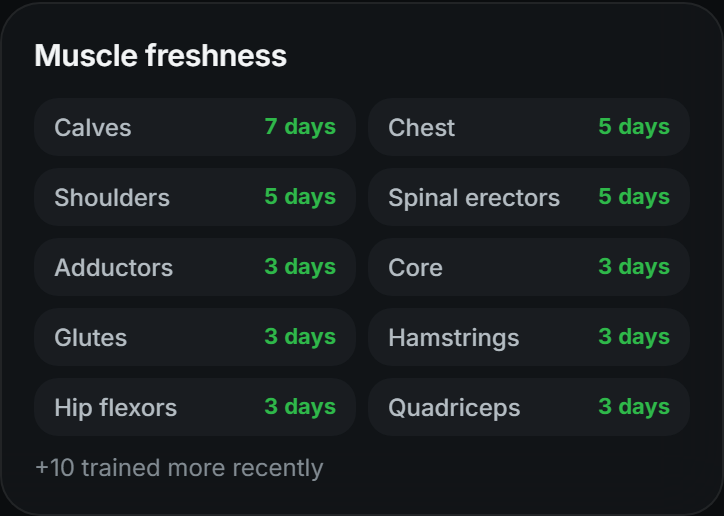 Muscle freshness
Calves 7 days Chest 5 days
Shoulders 5 days Spinal erectors 5 days
Adductors 3 days Core 3 days
Glutes 3 days Hamstrings 3 days
Hip flexors 3 days Quadriceps 3 days
+10 trained more recently